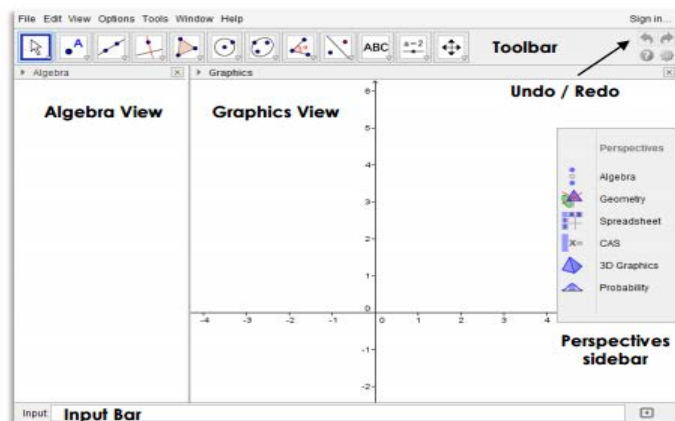 File Edit View Options Tools Window Help
Sign in...
ABC
a=2
Toolbar
Undo / Redo
Algebra
Graphics
Algebra View
Graphics View
Perspectives
Algebra
Geometry
Spreadsheet
X= CAS
3D Graphics
Probability
Perspectives
sidebar
6
5
4
3
2
1
0
-4 -3 -2 -1 0 1 2 3 4
-1
-2
Input:
Input Bar